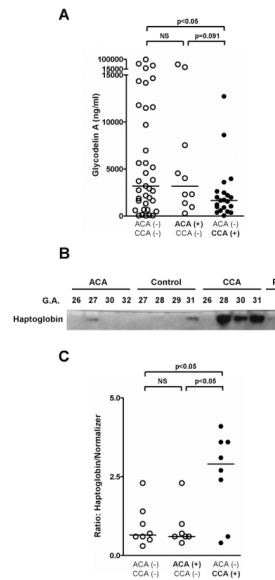 A
p<0.05
NS
p=0.091
100000
15000
15000
10000
5000
0
Glycodelin A (ng/ml)
ACA (-) ACA (+) ACA (-)
CCA (-) CCA (-) CCA (+)
B
ACA Control CCA
G.A. 26 27 30 32 27 28 29 31 26 28 30 31
Haptoglobin
C
p<0.05
NS
p<0.05
5.0
2.5
0.0
Ratio: Haptoglobin/Normalizer
ACA (-) ACA (+) ACA (-)
CCA (-) CCA (-) CCA (+)